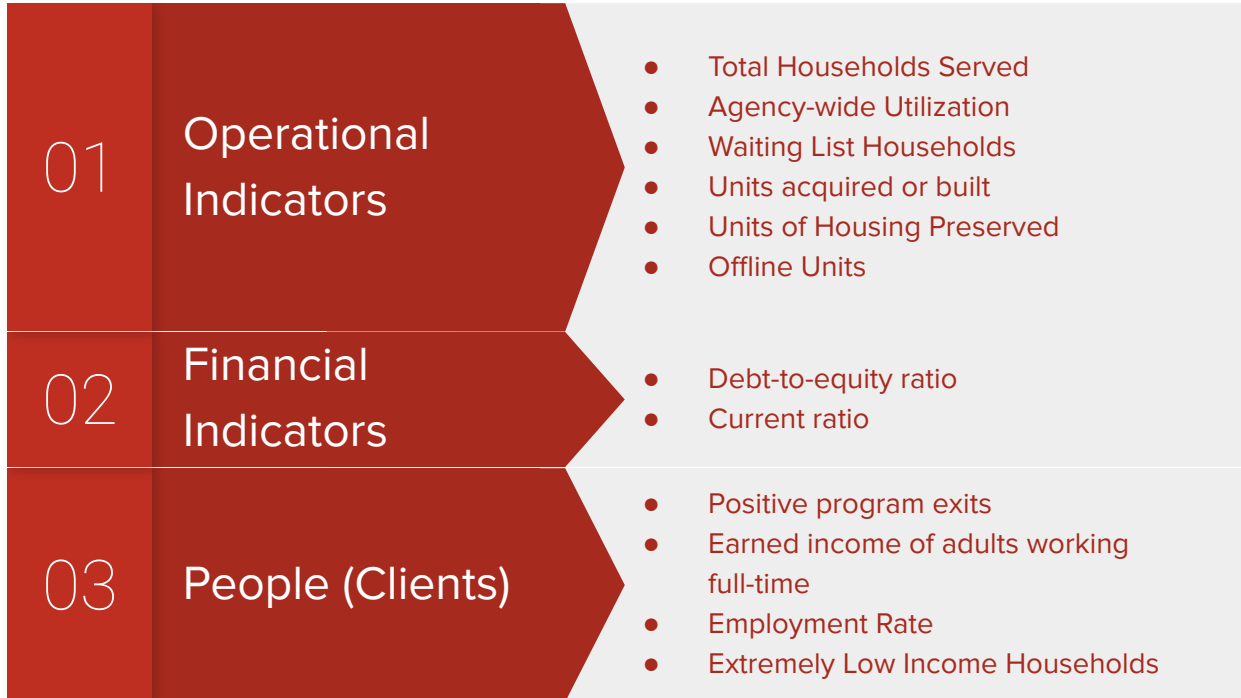 01
Operational
Indicators
● Total Households Served
● Agency-wide Utilization
● Waiting List Households
● Units acquired or built
● Units of Housing Preserved
● Offline Units
02
Financial
Indicators
● Debt-to-equity ratio
● Current ratio
03
People (Clients)
● Positive program exits
● Earned income of adults working
full-time
● Employment Rate
● Extremely Low Income Households